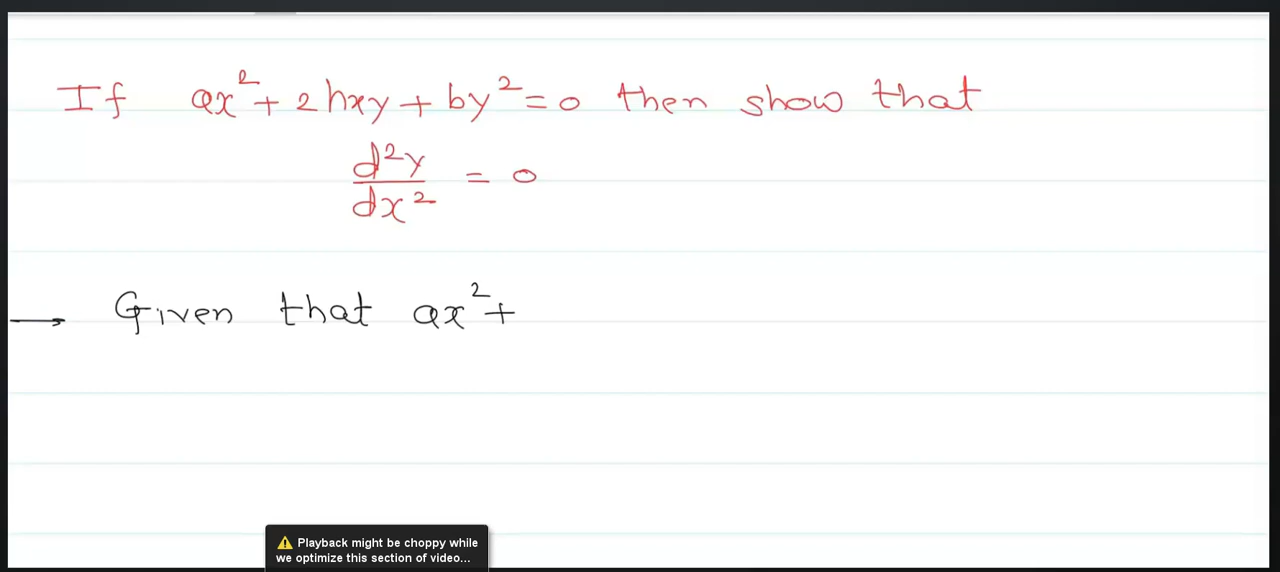 If ax²+2hxy+by²=0 then show that
d²y/dx² = 0
→ Given that ax²+
⚠ Playback might be choppy while
we optimize this section of video...